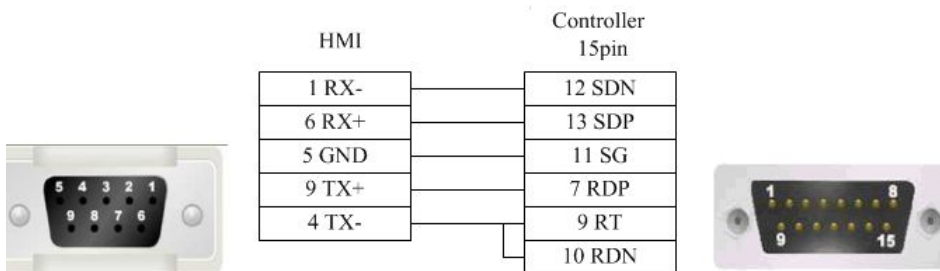 HMI
Controller
15pin
1 RX-
12 SDN
6 RX+
13 SDP
5 GND
11 SG
9 TX+
7 RDP
4 TX-
9 RT
10 RDN
5 4 3 2 1
9 8 7 6
1 8
9 15